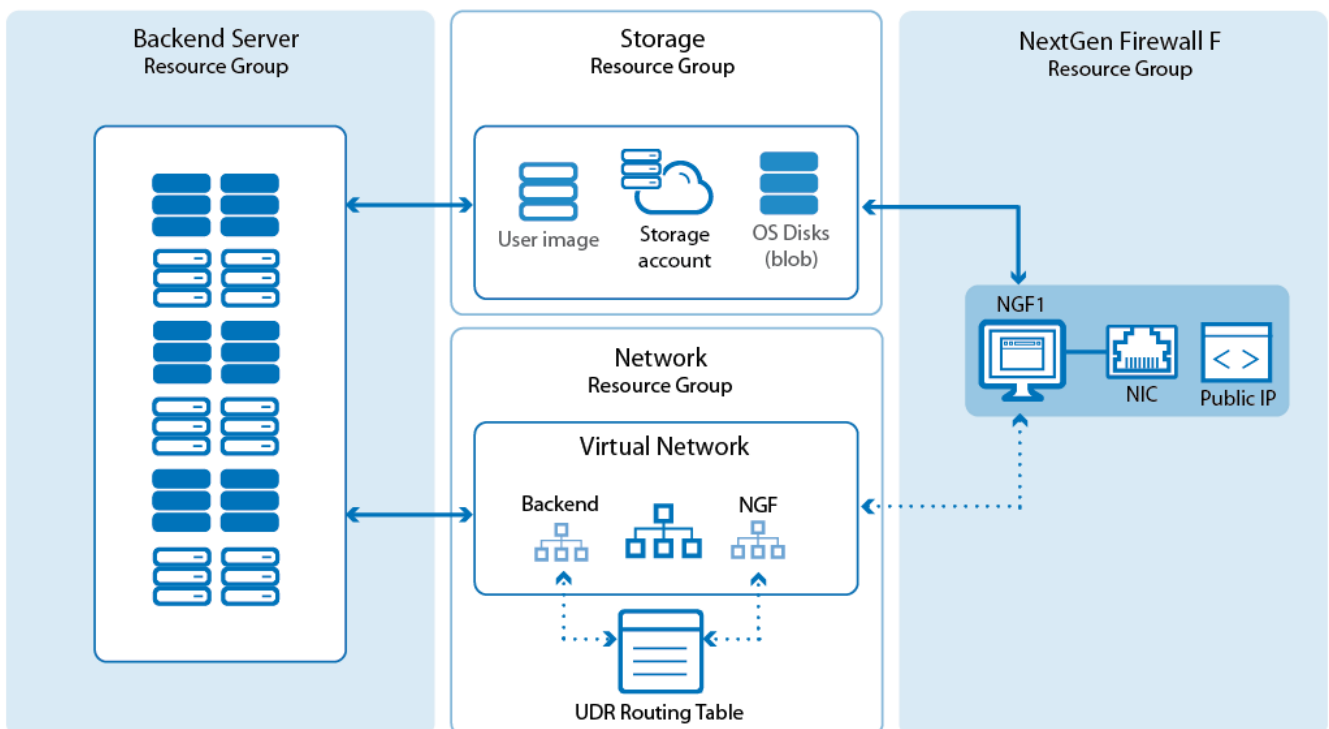 Backend Server
Resource Group
Storage
Resource Group
User image
Storage
account
OS Disks
(blob)
Network
Resource Group
Virtual Network
Backend
NGF
UDR Routing Table
NextGen Firewall F
Resource Group
NGF1
NIC
Public IP